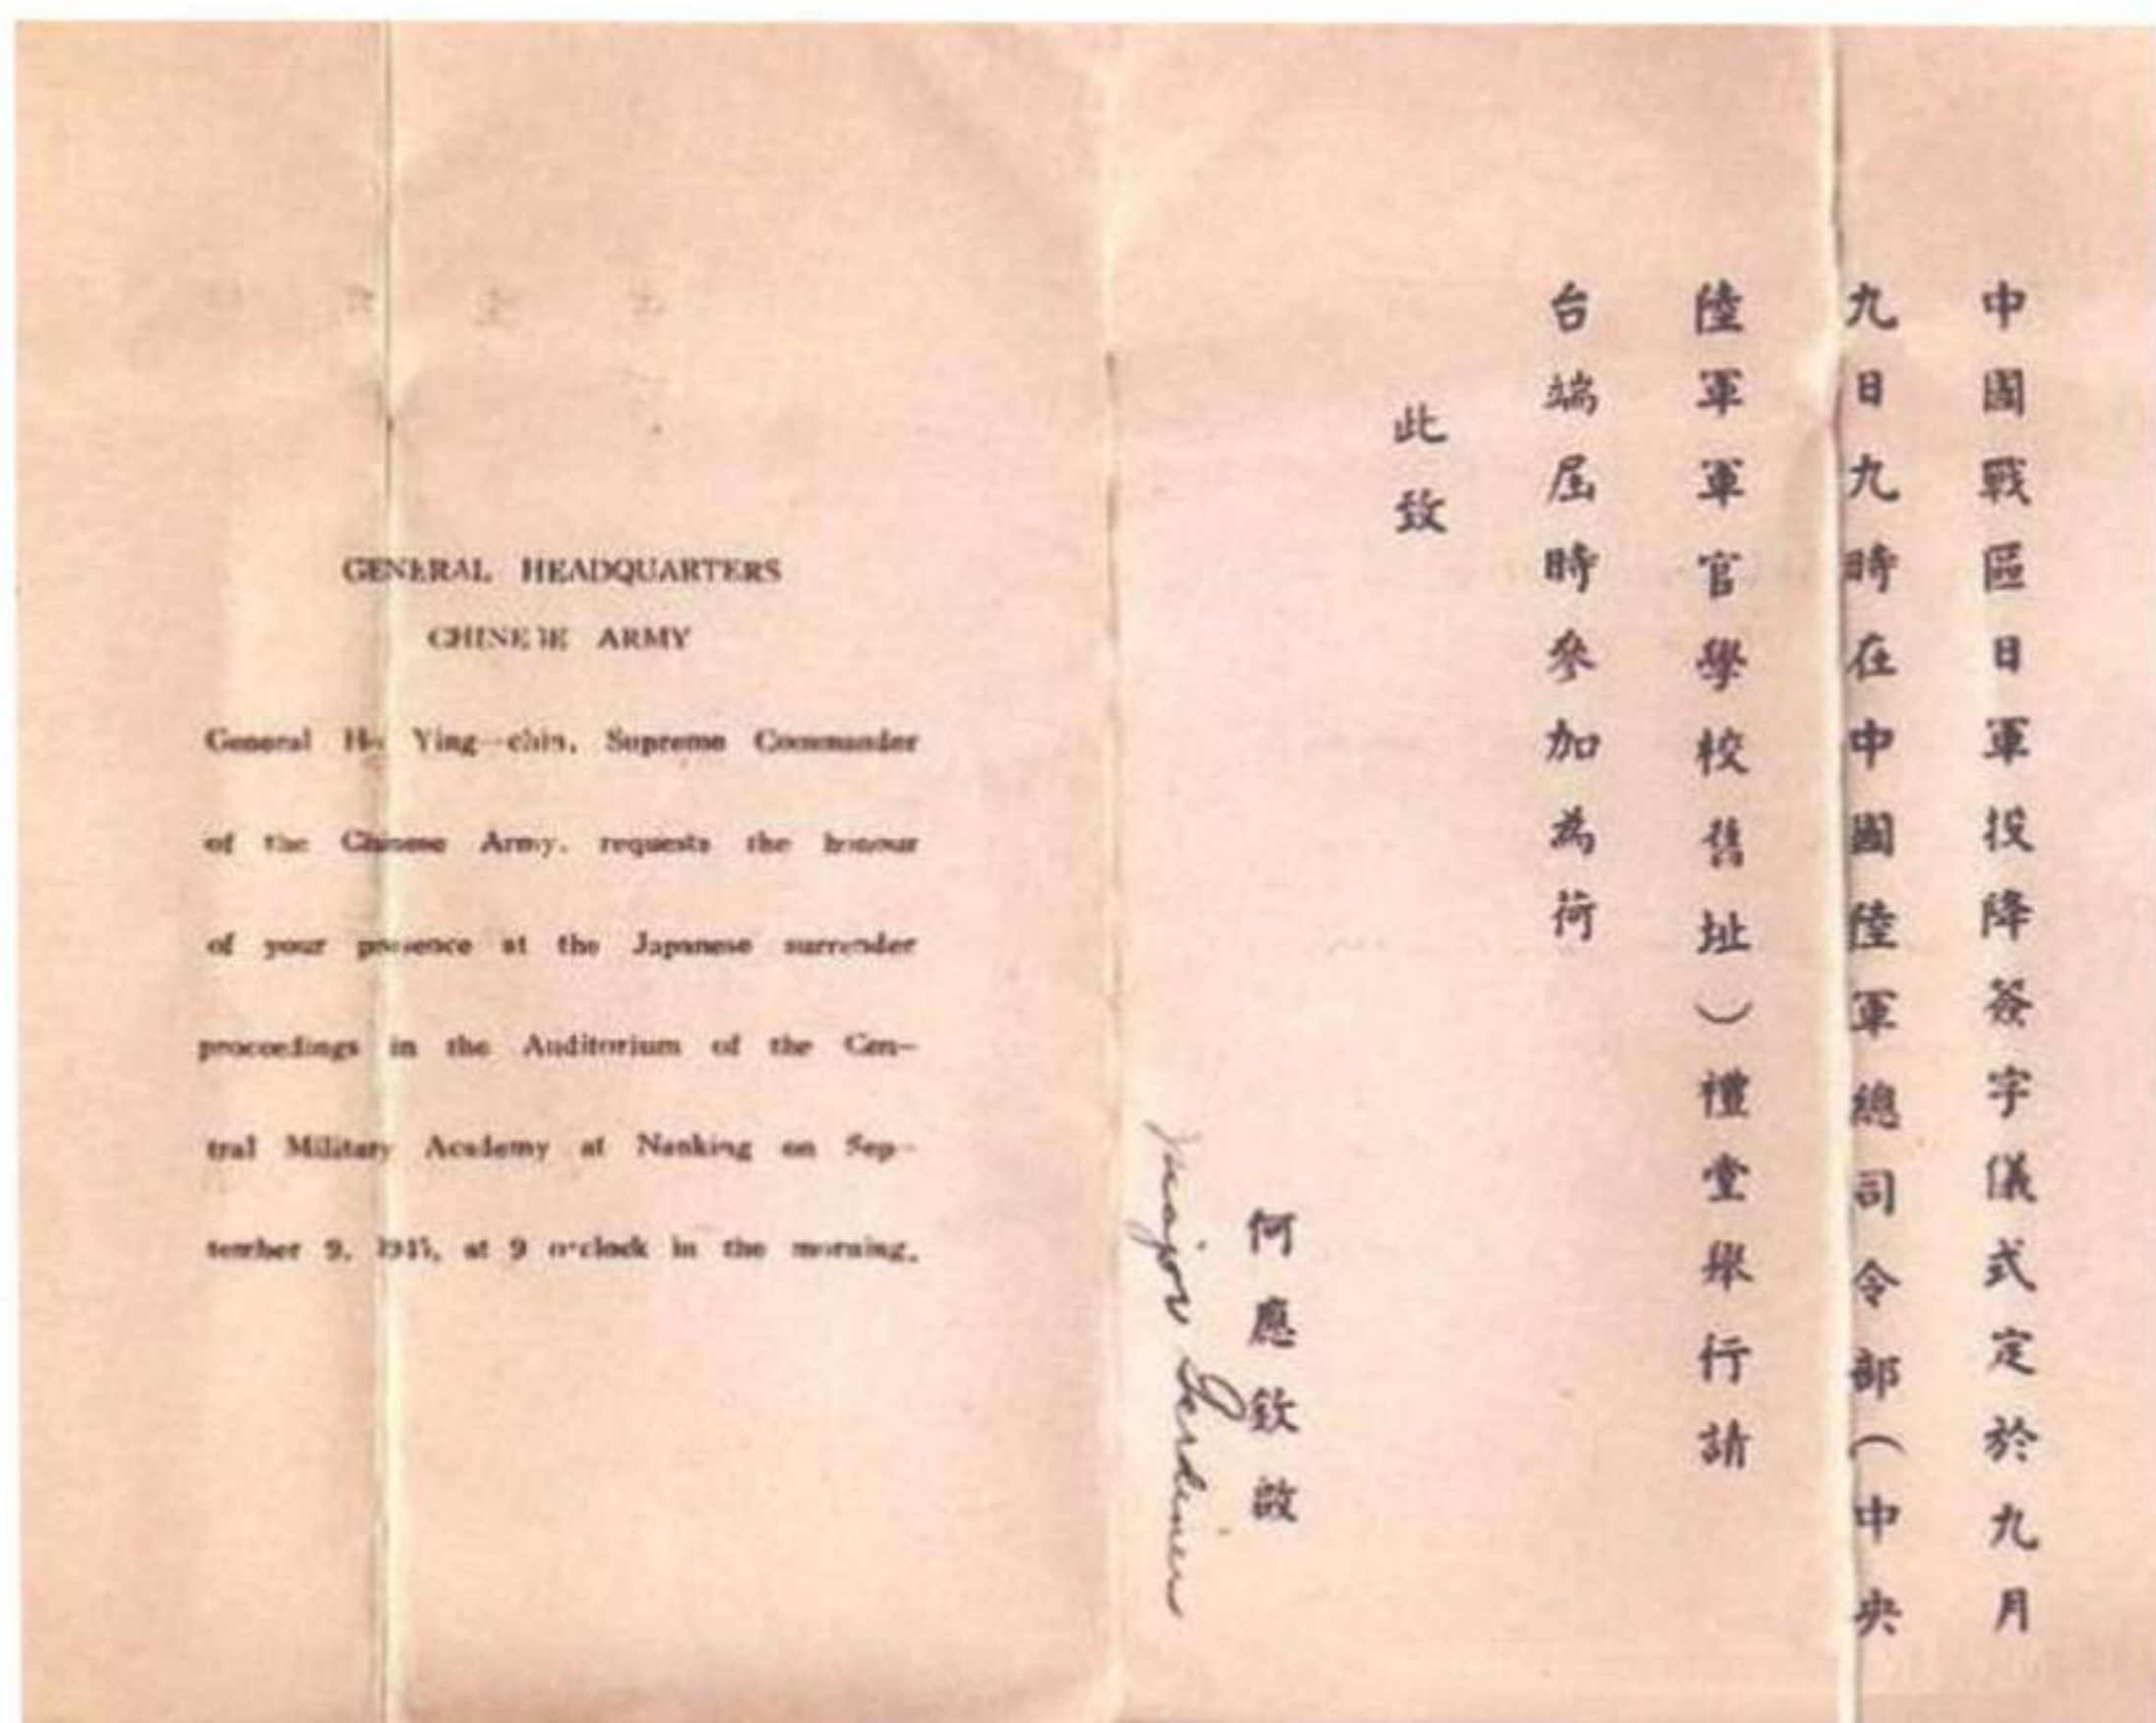 GENERAL HEADQUARTERS
CHINESE ARMY
General Ho Ying-chin, Supreme Commander
of the Chinese Army, requests the honour
of your presence at the Japanese surrender
proceedings in the Auditorium of the Cen-
tral Military Academy at Nanking on Sep-
tember 9, 1945, at 9 o'clock in the morning.
中國戰區日軍投降簽字儀式定於九月
九日九時在中國陸軍總司令部(中央
陸軍軍官學校舊址)禮堂舉行請
台端屆時參加為荷
此致
何應欽啟
Major Gardiner